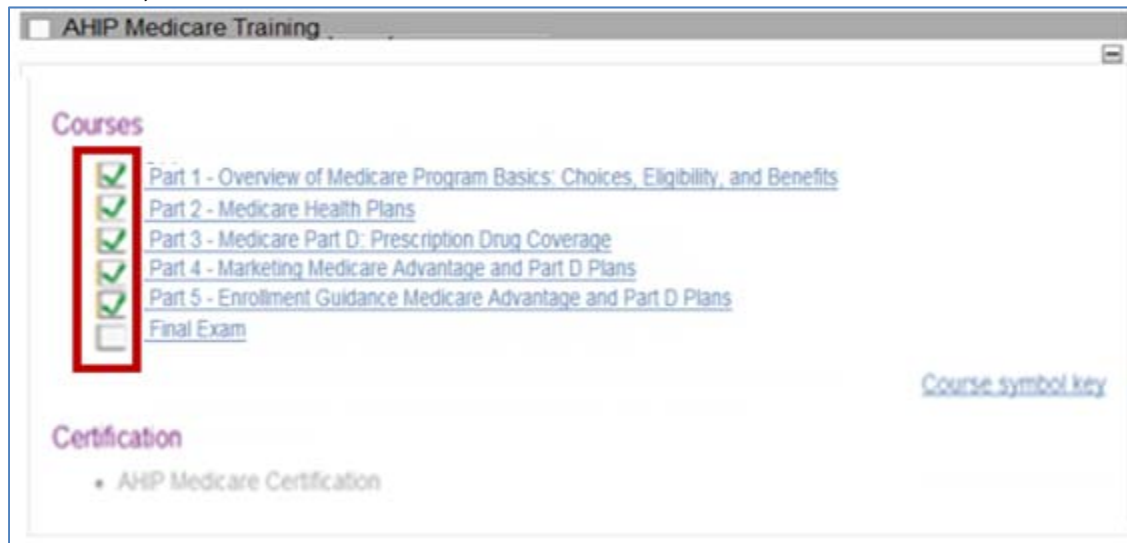 AHIP Medicare Training
Courses
Part 1 - Overview of Medicare Program Basics: Choices, Eligibility, and Benefits
Part 2 - Medicare Health Plans
Part 3 - Medicare Part D: Prescription Drug Coverage
Part 4 - Marketing Medicare Advantage and Part D Plans
Part 5 - Enrollment Guidance Medicare Advantage and Part D Plans
Final Exam
Course symbol key
Certification
• AHIP Medicare Certification